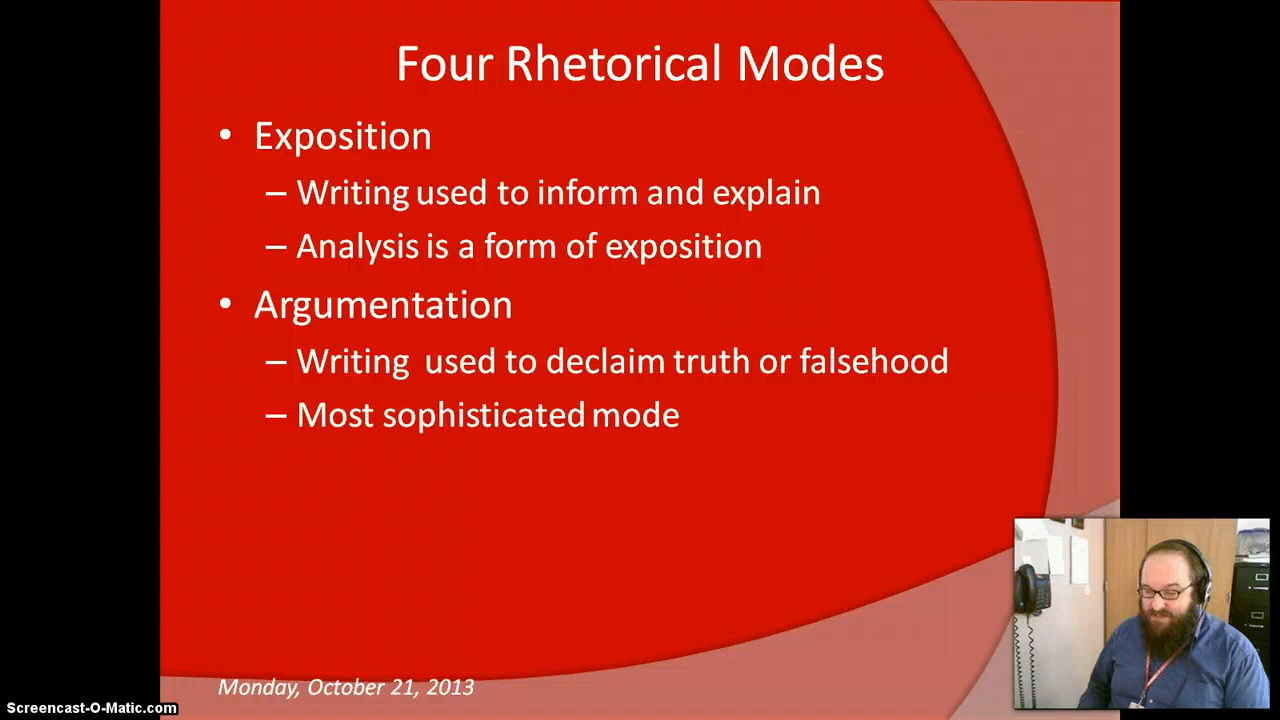 Four Rhetorical Modes
• Exposition
– Writing used to inform and explain
– Analysis is a form of exposition
• Argumentation
– Writing used to declaim truth or falsehood
– Most sophisticated mode
Monday, October 21, 2013
Screencast-O-Matic.com